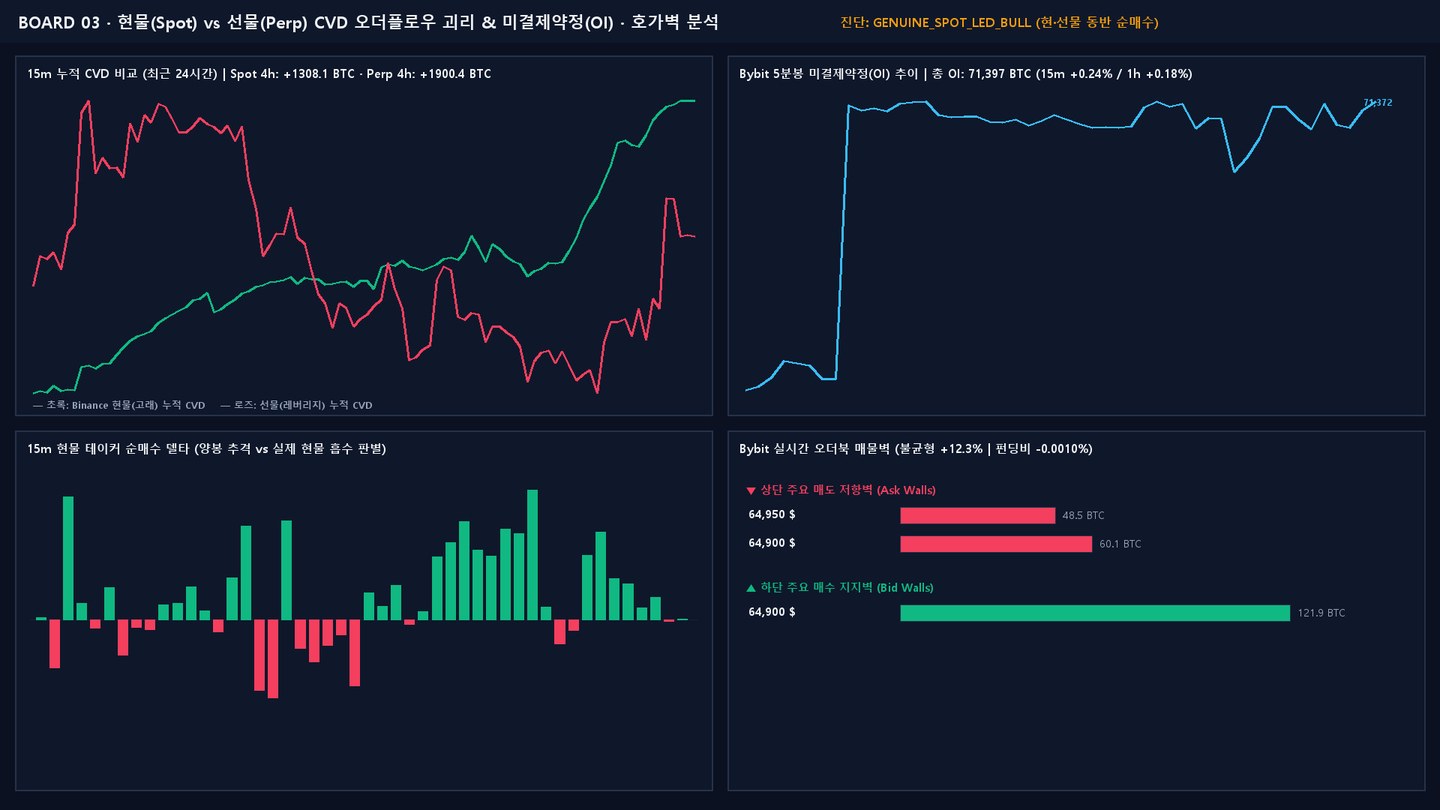 BOARD 03 · 현물(Spot) vs 선물(Perp) CVD 오더플로우 괴리 & 미결제약정(OI) · 호가벽 분석
진단: GENUINE_SPOT_LED_BULL (현·선물 동반 순매수)
15m 누적 CVD 비교 (최근 24시간) | Spot 4h: +1308.1 BTC · Perp 4h: +1900.4 BTC
— 초록: Binance 현물(고래) 누적 CVD — 로즈: 선물(레버리지) 누적 CVD
Bybit 5분봉 미결제약정(OI) 추이 | 총 OI: 71,397 BTC (15m +0.24% / 1h +0.18%)
71,372
15m 현물 테이커 순매수 델타 (양봉 추격 vs 실제 현물 흡수 판별)
Bybit 실시간 오더북 매물벽 (불균형 +12.3% | 펀딩비 -0.0010%)
▼ 상단 주요 매도 저항벽 (Ask Walls)
64,950 $ 48.5 BTC
64,900 $ 60.1 BTC
▲ 하단 주요 매수 지지벽 (Bid Walls)
64,900 $ 121.9 BTC